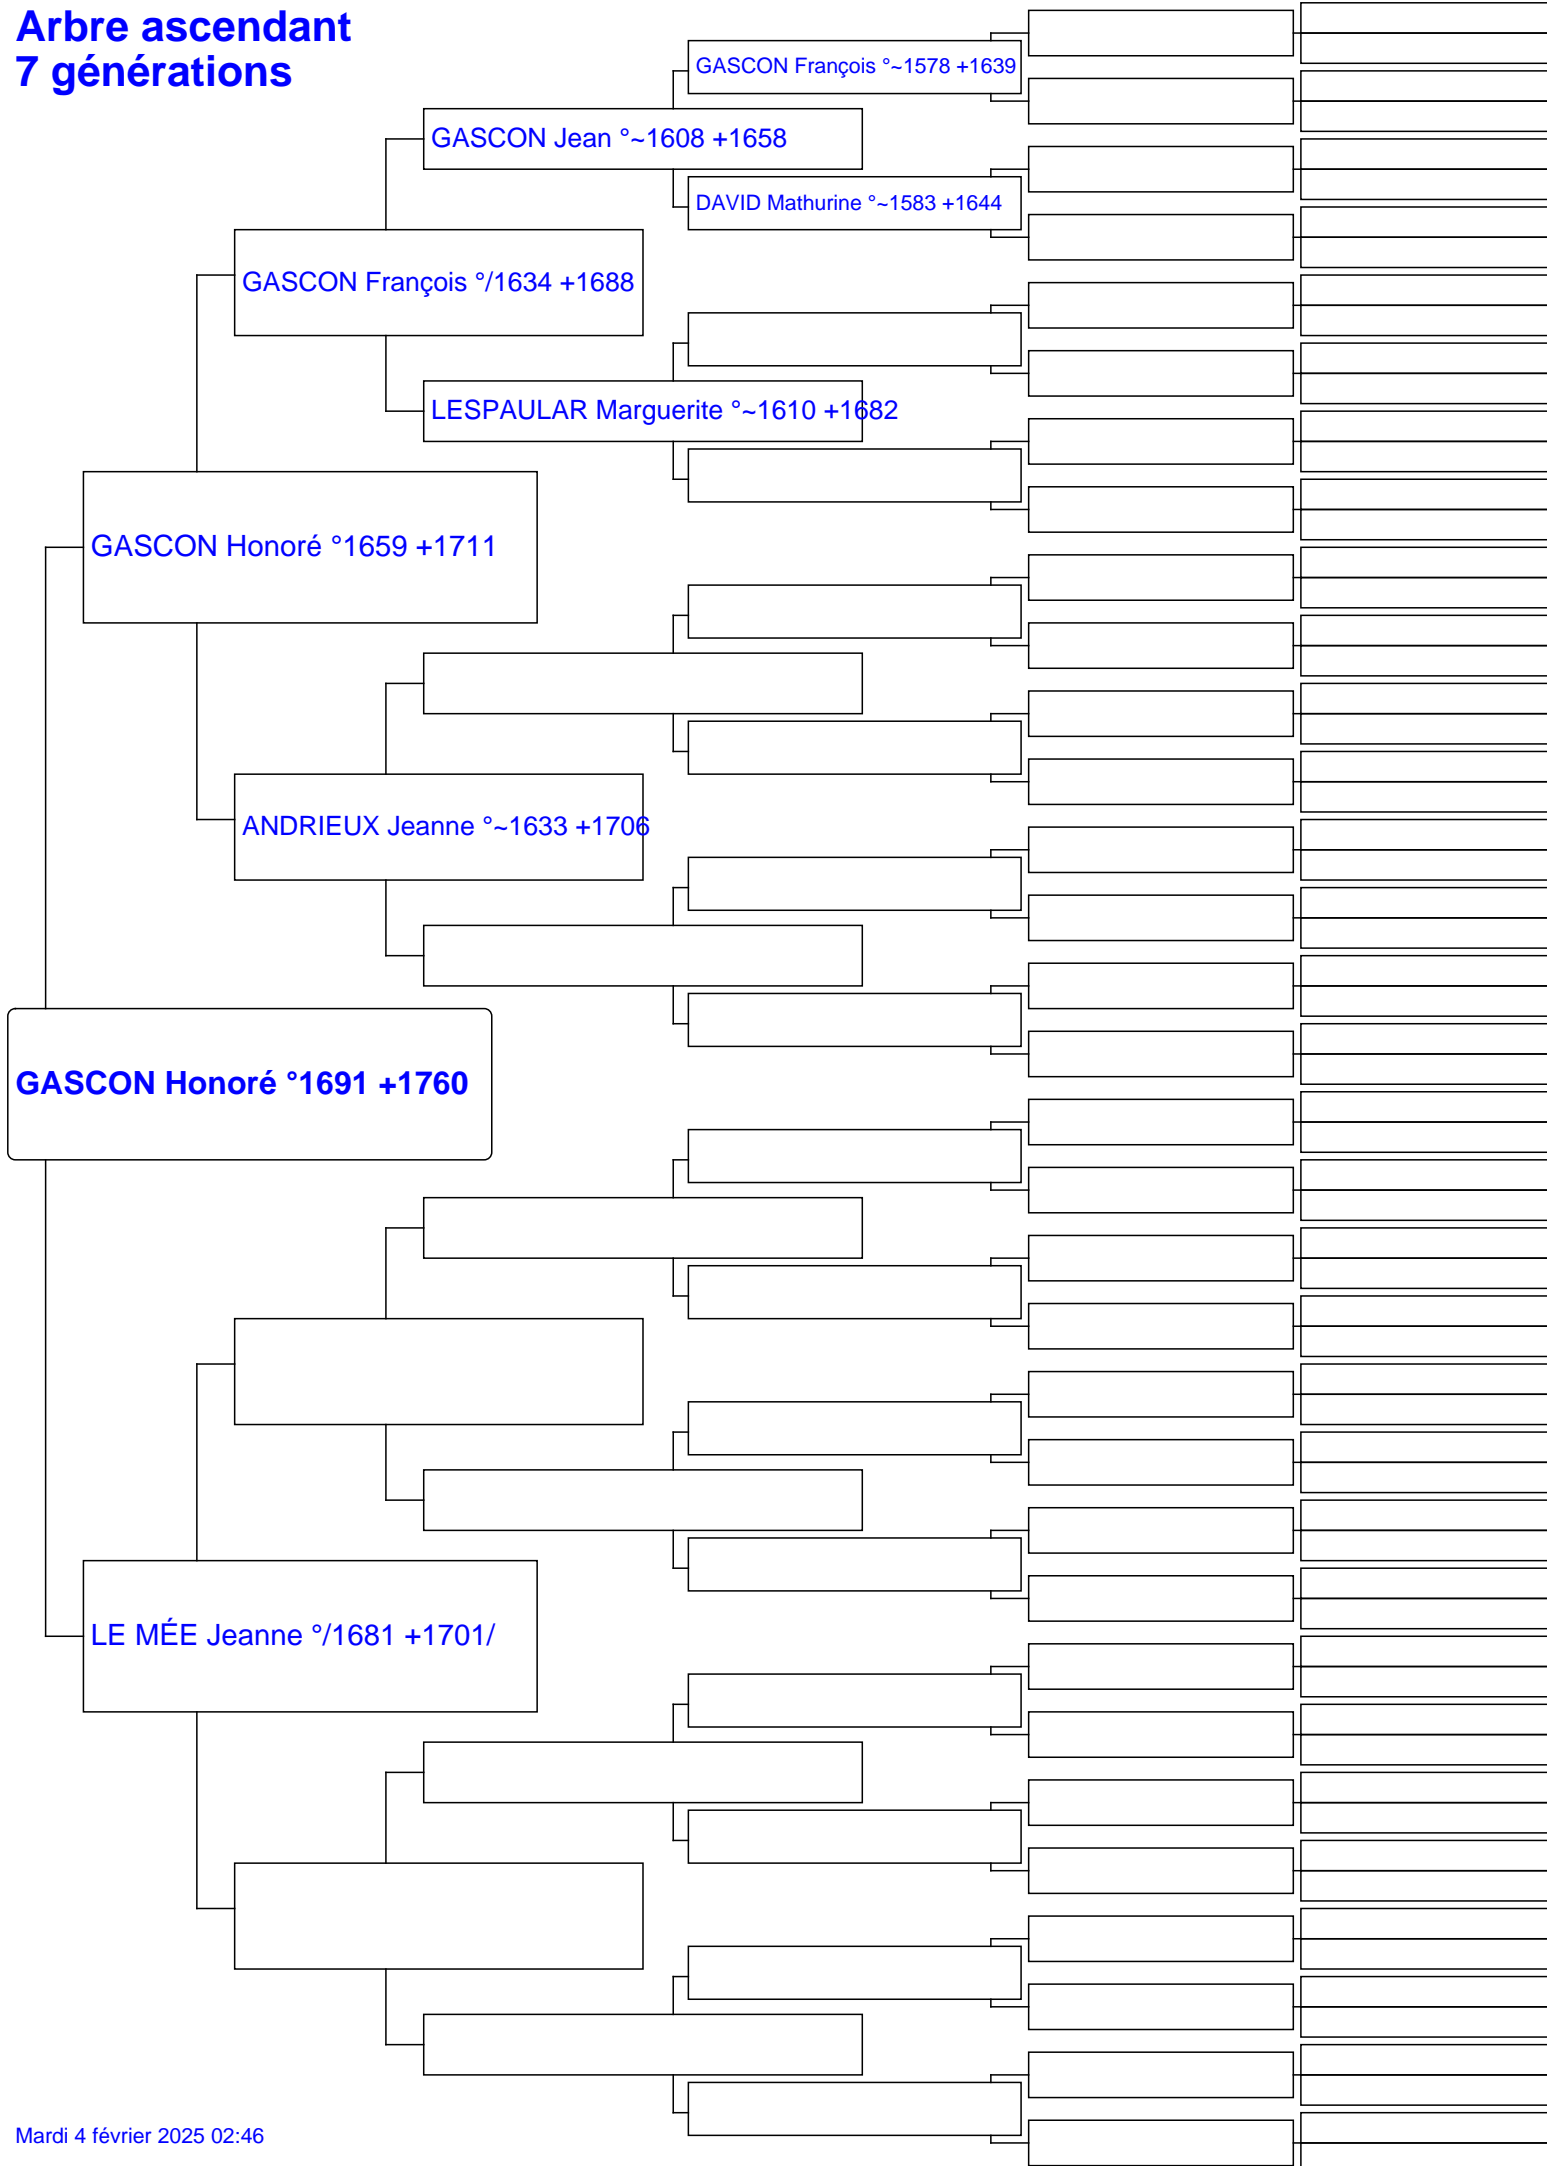 Arbre ascendant
7 générations
GASCON François °~1578 +1639
GASCON Jean °~1608 +1658
DAVID Mathurine °~1583 +1644
GASCON François °/1634 +1688
LESPAULAR Marguerite °~1610 +1682
GASCON Honoré °1659 +1711
ANDRIEUX Jeanne °~1633 +1706
GASCON Honoré °1691 +1760
LE MÉE Jeanne °/1681 +1701/
Mardi 4 février 2025 02:46